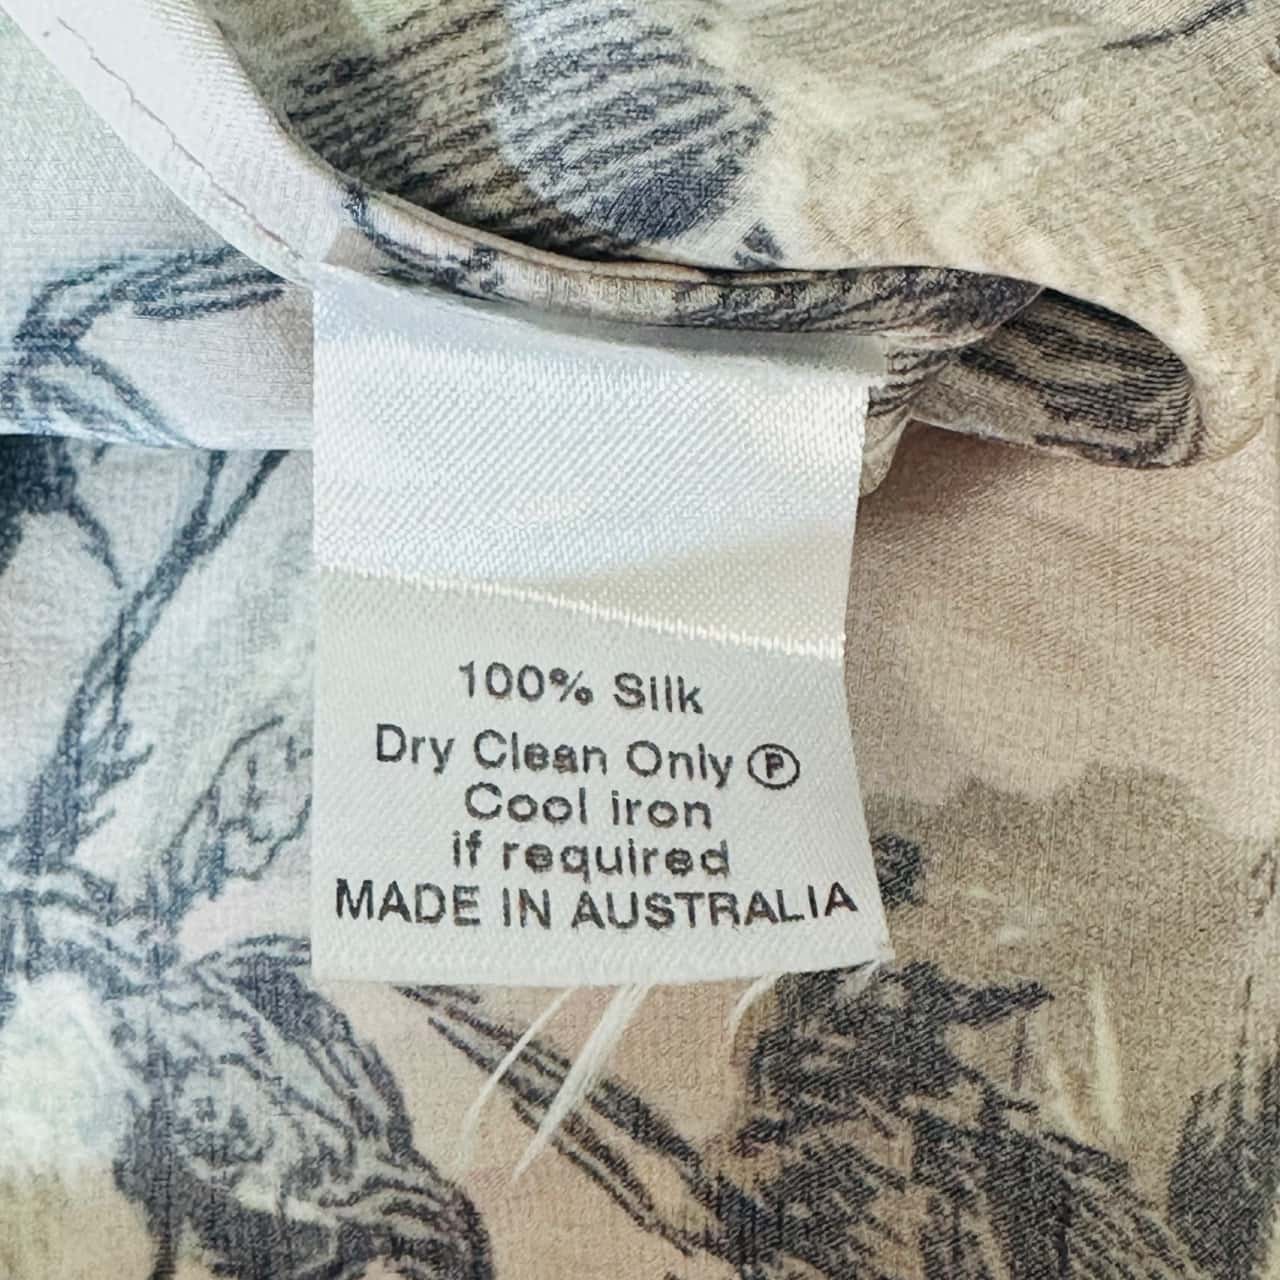 100% Silk
Dry Clean Only Ⓟ
Cool iron
if required
MADE IN AUSTRALIA